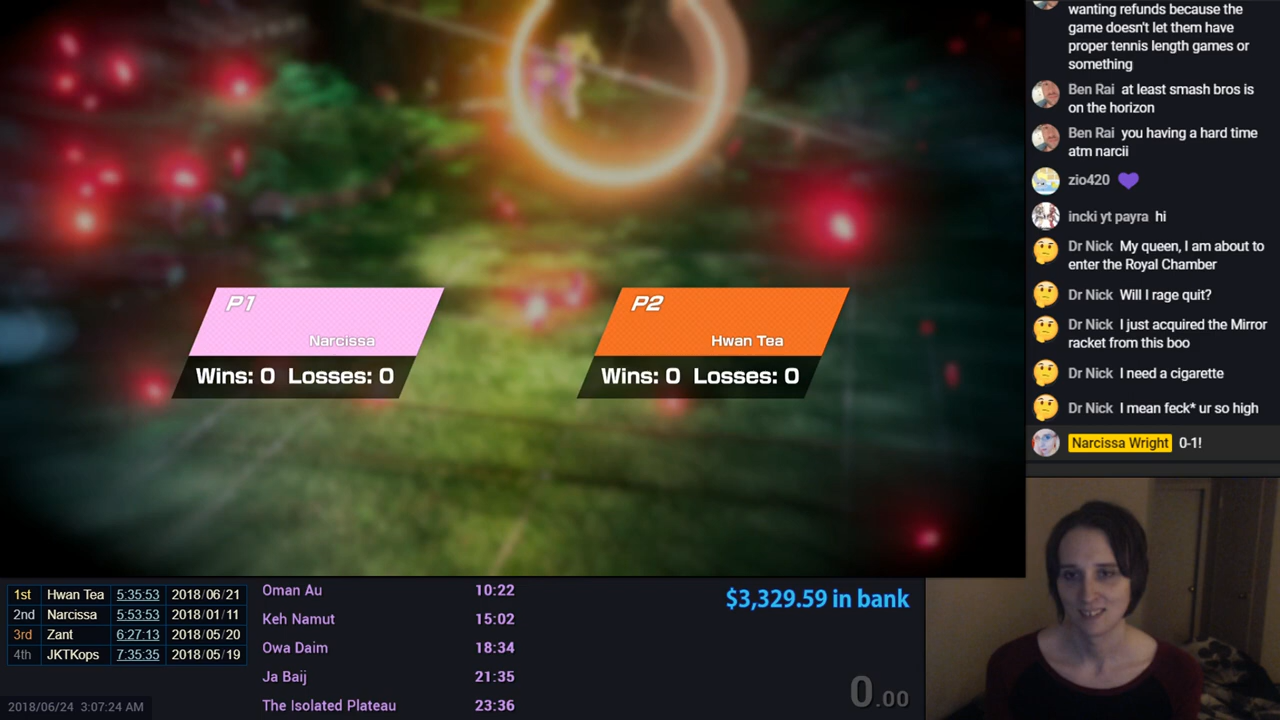 wanting refunds because the
game doesn't let them have
proper tennis length games or
something
Ben Rai at least smash bros is
on the horizon
Ben Rai you having a hard time
atm narcii
zio420
incki yt payra hi
Dr Nick My queen, I am about to
enter the Royal Chamber
Dr Nick Will I rage quit?
Dr Nick I just acquired the Mirror
racket from this boo
Dr Nick I need a cigarette
Dr Nick I mean feck* ur so high
Narcissa Wright 0-1!
P1
Narcissa
Wins: 0 Losses: 0
P2
Hwan Tea
Wins: 0 Losses: 0
1st Hwan Tea 5:35:53 2018/06/21
2nd Narcissa 5:53:53 2018/01/11
3rd Zant 6:27:13 2018/05/20
4th JKTKops 7:35:35 2018/05/19
2018/06/24 3:07:24 AM
Oman Au 10:22
Keh Namut 15:02
Owa Daim 18:34
Ja Baij 21:35
The Isolated Plateau 23:36
$3,329.59 in bank
0.00